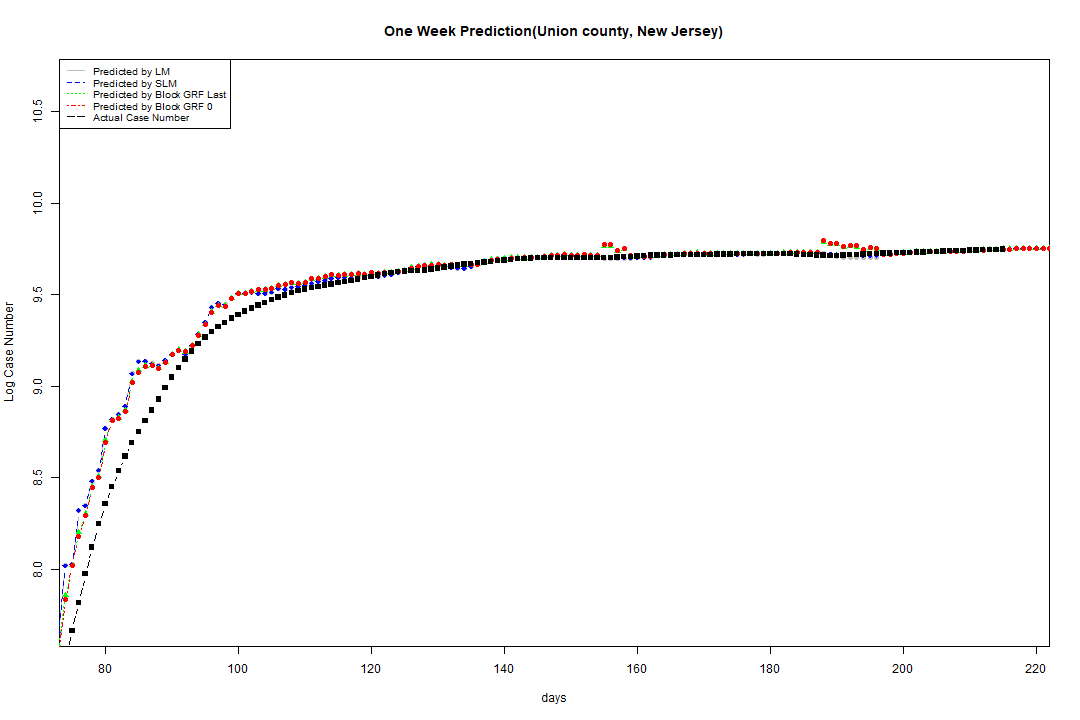 One Week Prediction(Union county, New Jersey)
Predicted by LM
Predicted by SLM
Predicted by Block GRF Last
Predicted by Block GRF 0
Actual Case Number
10.5
10.0
9.5
9.0
8.5
8.0
Log Case Number
80 100 120 140 160 180 200 220
days